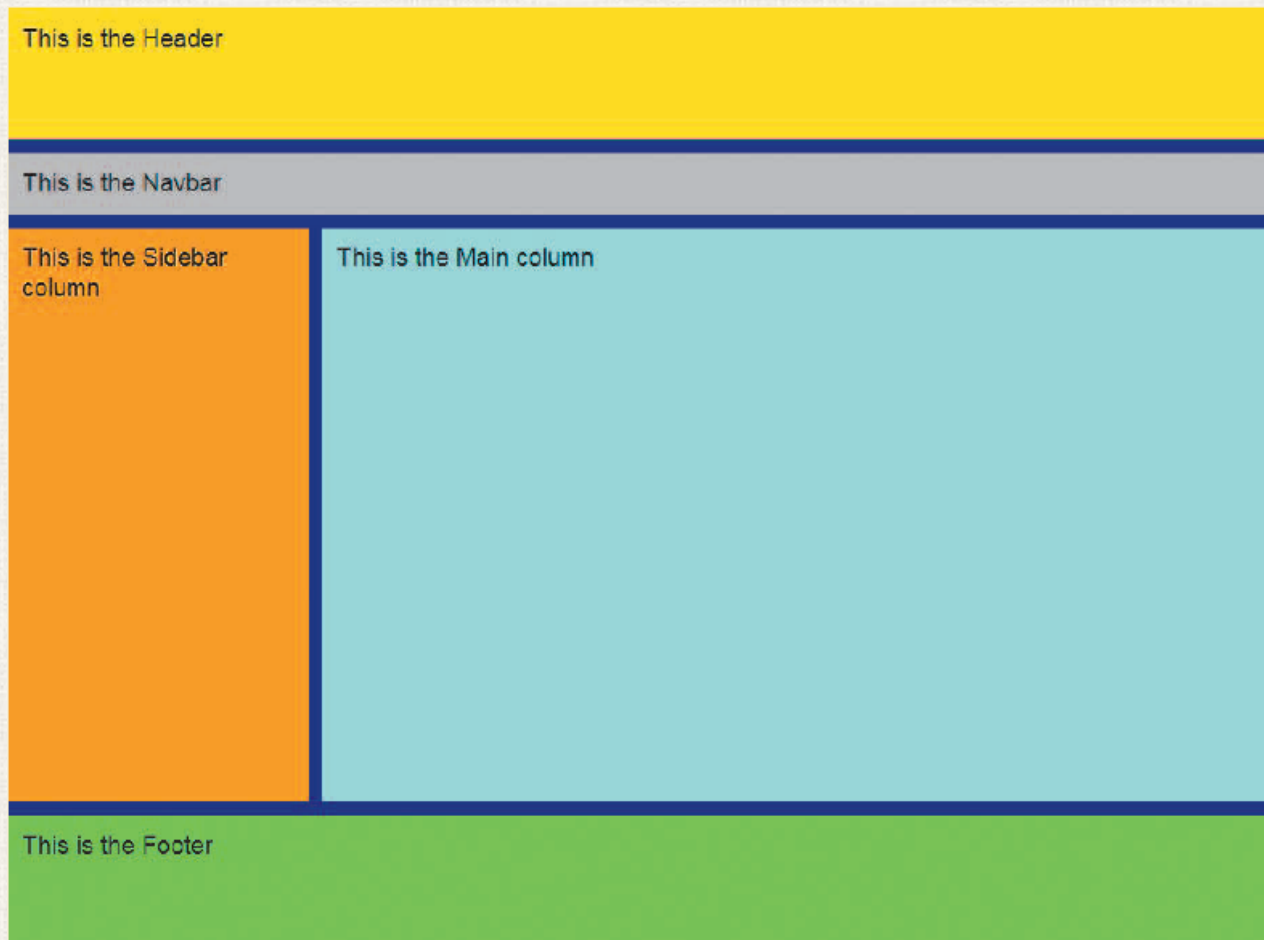 This is the Header
This is the Navbar
This is the Sidebar
column
This is the Main column
This is the Footer